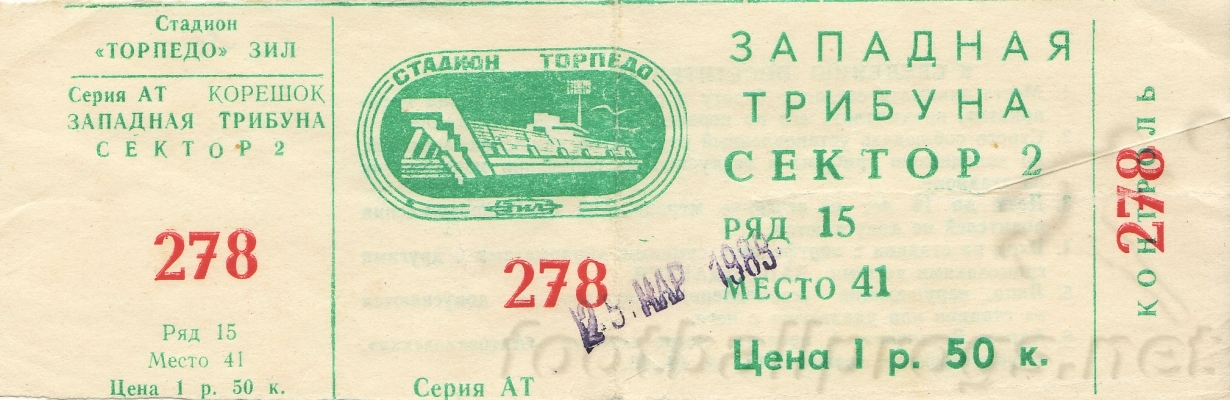 Стадион
«ТОРПЕДО» ЗИЛ
Серия АТ КОРЕШОК
ЗАПАДНАЯ ТРИБУНА
СЕКТОР 2
278
Ряд 15
Место 41
Цена 1 р. 50 к.
СТАДИОН ТОРПЕДО
ЗИЛ
278
МАР 1989
Серия АТ
ЗАПАДНАЯ
ТРИБУНА
СЕКТОР 2
РЯД 15
МЕСТО 41
Цена 1 р. 50 к.
КОНТРОЛЬ
278
footballprogr.net